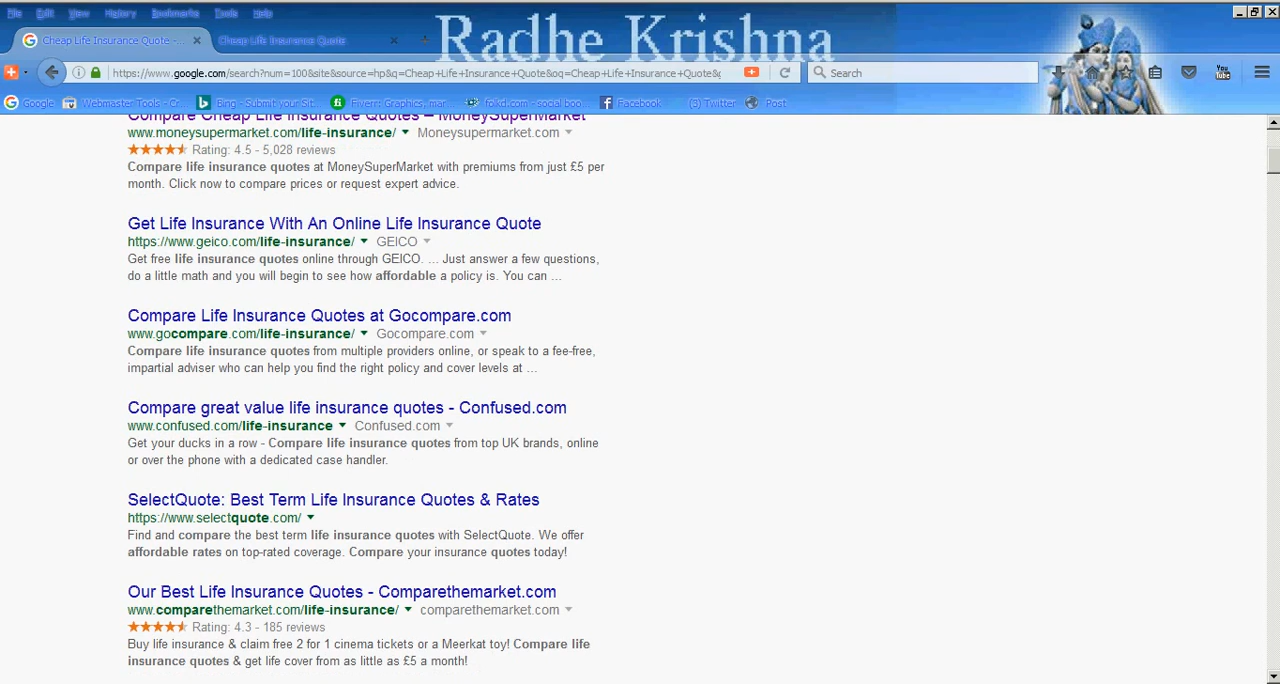 File Edit View History Bookmarks Tools Help
Radhe Krishna
Cheap Life Insurance Quote -... Cheap Life Insurance Quote
https://www.google.com/search?num=100&site&source=hp&q=Cheap+Life+Insurance+Quote&oq=Cheap+Life+Insurance+Quote&g
Search
You Tube
Google Webmaster Tools - Cr... Bing - Submit your Sit... Fiverr: Graphics, mar... folkd.com - social boo... Facebook (3) Twitter Post
Compare Cheap Life Insurance Quotes – MoneySuperMarket
www.moneysupermarket.com/life-insurance/ Moneysupermarket.com
Rating: 4.5 - 5,028 reviews
Compare life insurance quotes at MoneySuperMarket with premiums from just £5 per
month. Click now to compare prices or request expert advice.
Get Life Insurance With An Online Life Insurance Quote
https://www.geico.com/life-insurance/ GEICO
Get free life insurance quotes online through GEICO. ... Just answer a few questions,
do a little math and you will begin to see how affordable a policy is. You can ...
Compare Life Insurance Quotes at Gocompare.com
www.gocompare.com/life-insurance/ Gocompare.com
Compare life insurance quotes from multiple providers online, or speak to a fee-free,
impartial adviser who can help you find the right policy and cover levels at ...
Compare great value life insurance quotes - Confused.com
www.confused.com/life-insurance Confused.com
Get your ducks in a row - Compare life insurance quotes from top UK brands, online
or over the phone with a dedicated case handler.
SelectQuote: Best Term Life Insurance Quotes & Rates
https://www.selectquote.com/
Find and compare the best term life insurance quotes with SelectQuote. We offer
affordable rates on top-rated coverage. Compare your insurance quotes today!
Our Best Life Insurance Quotes - Comparethemarket.com
www.comparethemarket.com/life-insurance/ comparethemarket.com
Rating: 4.3 - 185 reviews
Buy life insurance & claim free 2 for 1 cinema tickets or a Meerkat toy! Compare life
insurance quotes & get life cover from as little as £5 a month!